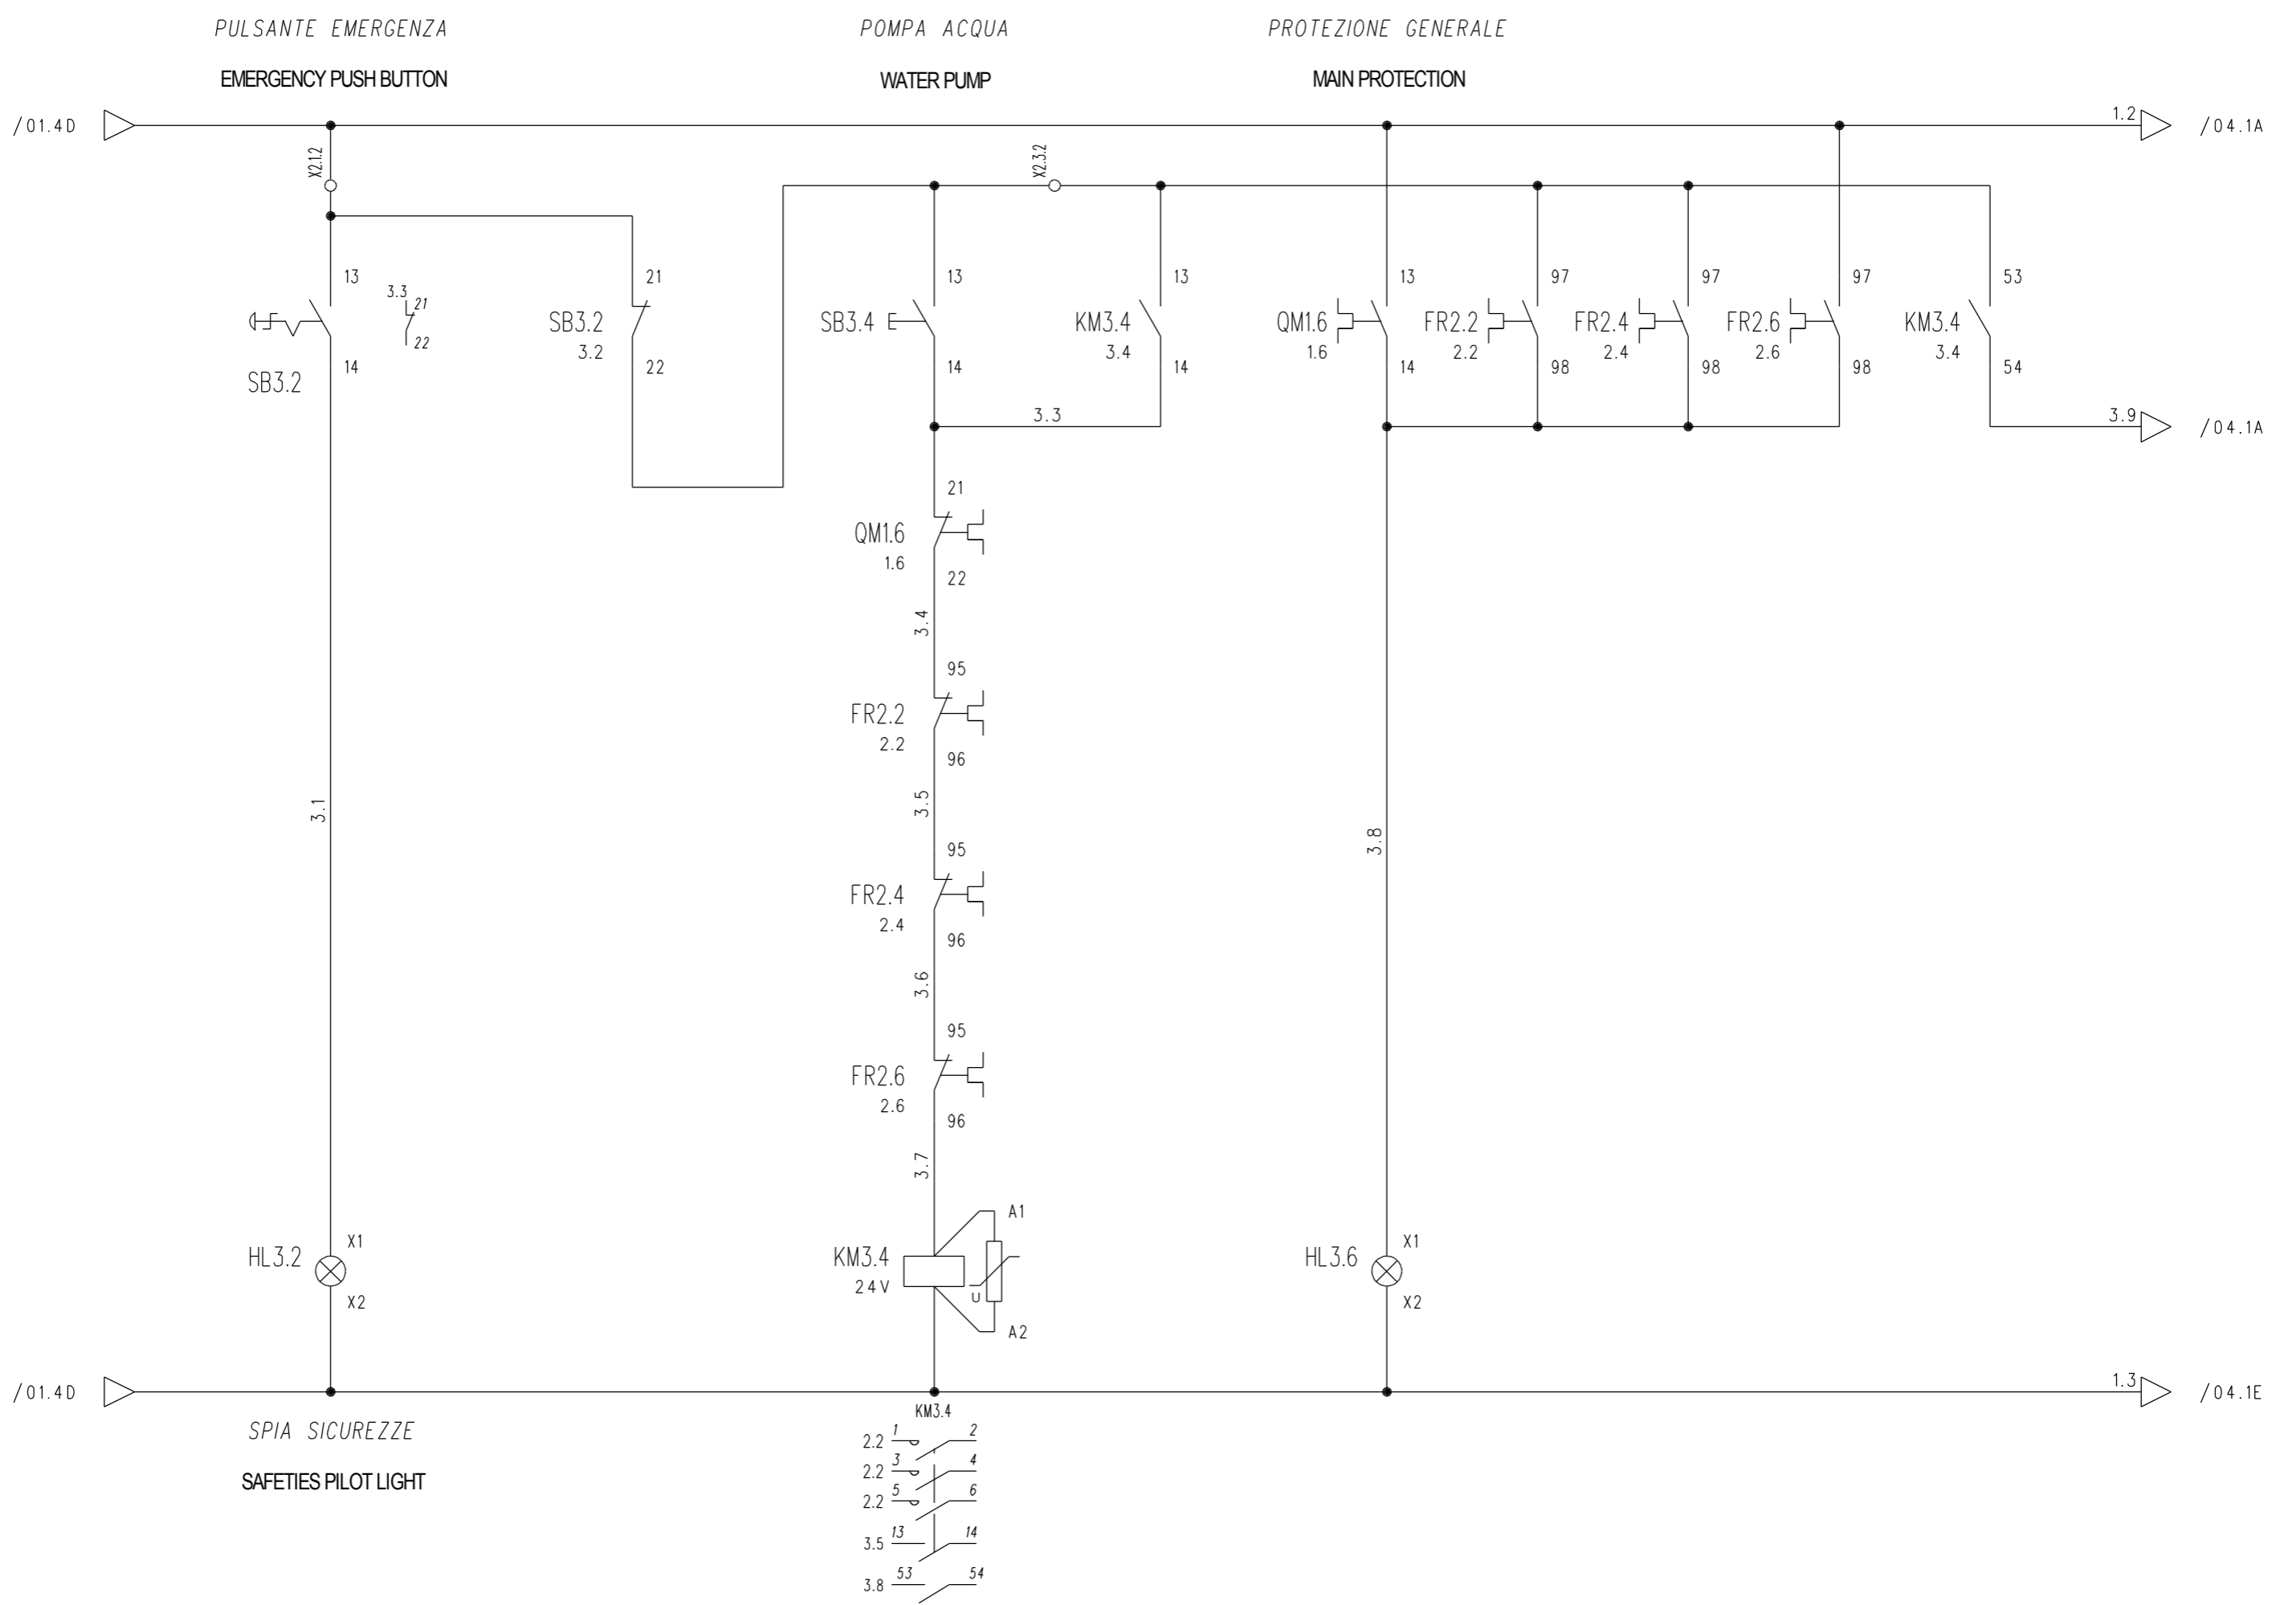 PULSANTE EMERGENZA
POMPA ACQUA
PROTEZIONE GENERALE
EMERGENCY PUSH BUTTON
WATER PUMP
MAIN PROTECTION
/01.4D
1.2
/04.1A
X2.1.2
X2.3.2
13
3.3
21
22
14
SB3.2
21
SB3.2
3.2
22
13
SB3.4
14
13
KM3.4
3.4
14
13
QM1.6
1.6
14
97
FR2.2
2.2
98
97
FR2.4
2.4
98
97
FR2.6
2.6
98
53
KM3.4
3.4
54
3.3
3.9
/04.1A
21
QM1.6
1.6
22
3.4
95
FR2.2
2.2
96
3.5
3.1
3.8
95
FR2.4
2.4
96
3.6
95
FR2.6
2.6
96
3.7
HL3.2
X1
X2
A1
KM3.4
24V
U
A2
HL3.6
X1
X2
/01.4D
1.3
/04.1E
SPIA SICUREZZE
SAFETIES PILOT LIGHT
KM3.4
2.2 1 2
2.2 3 4
2.2 5 6
3.5 13 14
3.8 53 54